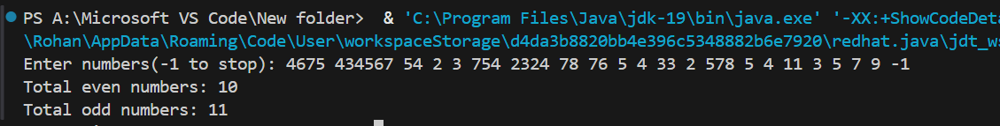 PS A:\Microsoft VS Code\New folder>  & 'C:\Program Files\Java\jdk-19\bin\java.exe' '-XX:+ShowCodeDeta
\Rohan\AppData\Roaming\Code\User\workspaceStorage\d4da3b8820bb4e396c5348882b6e7920\redhat.java\jdt_ws
Enter numbers(-1 to stop): 4675 434567 54 2 3 754 2324 78 76 5 4 33 2 578 5 4 11 3 5 7 9 -1
Total even numbers: 10
Total odd numbers: 11